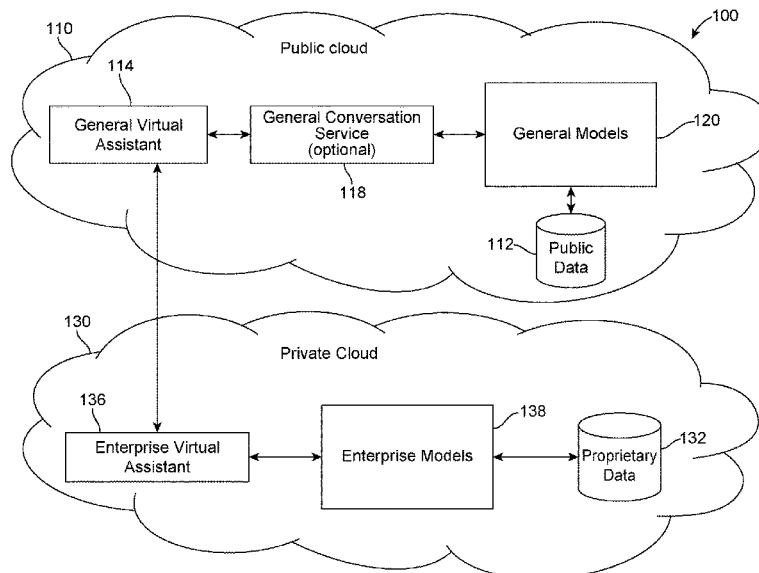 110
Public cloud
100
114
General Virtual
Assistant
General Conversation
Service
(optional)
118
General Models
120
112
Public
Data
130
Private Cloud
136
Enterprise Virtual
Assistant
Enterprise Models
138
Proprietary
Data
132